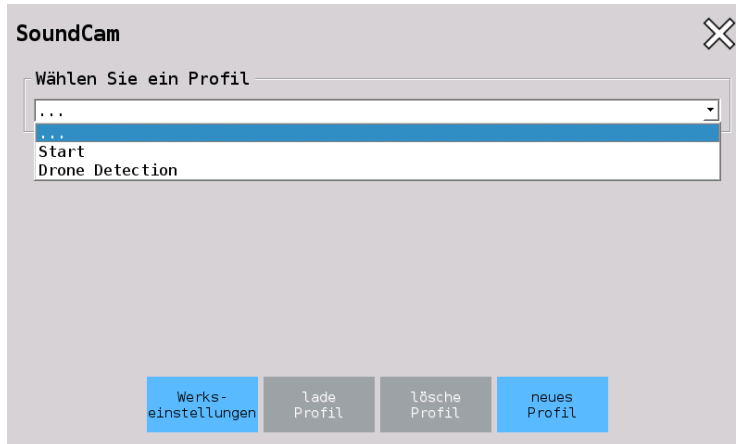 SoundCam
Wählen Sie ein Profil
...
...
Start
Drone Detection
Werks-
einstellungen
lade
Profil
lösche
Profil
neues
Profil